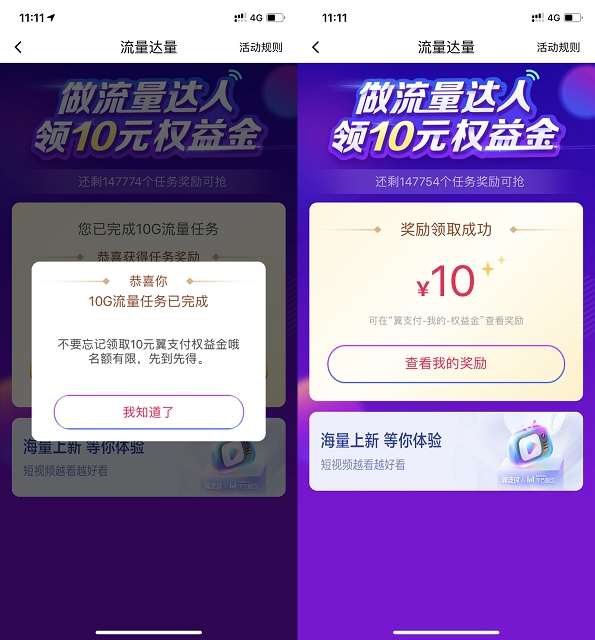 11:11
4G
流量达量
活动规则
做流量达人
领10元权益金
还剩147774个任务奖励可抢
您已完成10G流量任务
恭喜获得任务奖励
恭喜你
10G流量任务已完成
不要忘记领取10元翼支付权益金哦
名额有限，先到先得。
我知道了
海量上新 等你体验
短视频越看越好看
翼支付
11:11
4G
流量达量
活动规则
做流量达人
领10元权益金
还剩147754个任务奖励可抢
奖励领取成功
¥10
可在“翼支付-我的-权益金”查看奖励
查看我的奖励
海量上新 等你体验
短视频越看越好看
翼支付